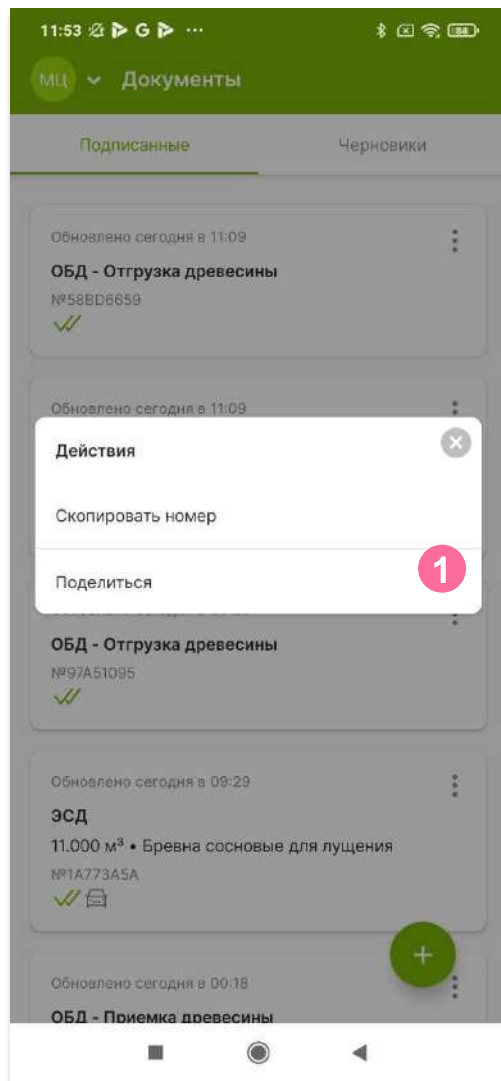 11:53 G ...
84
МЦ Документы
Подписанные Черновики
Обновлено сегодня в 11:09
ОБД - Отгрузка древесины
№58BD6659
Обновлено сегодня в 11:09
Действия
Скопировать номер
Поделиться
1
ОБД - Отгрузка древесины
№97A51095
Обновлено сегодня в 09:29
ЭСД
11.000 м³ • Бревна сосновые для лущения
№1A773A5A
+
Обновлено сегодня в 00:18
ОБД - Приемка древесины